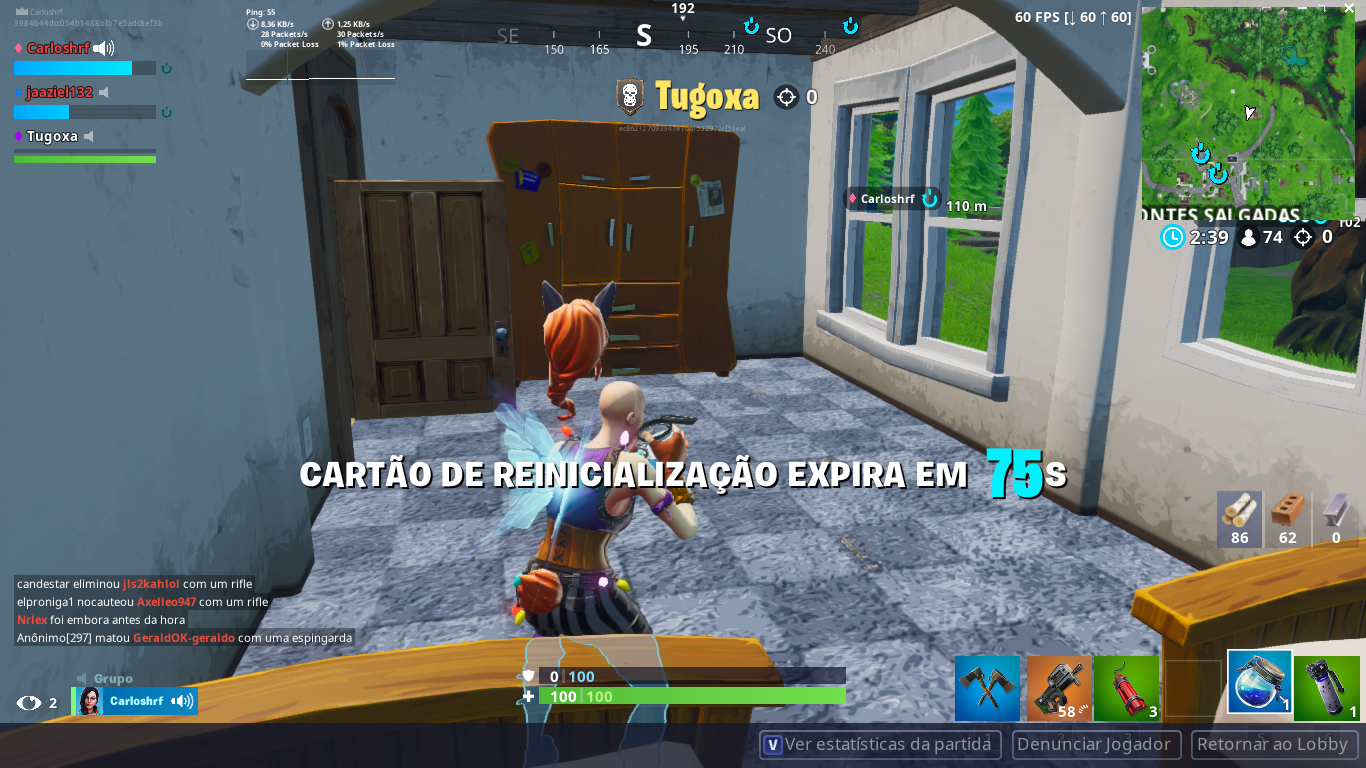 Carloshrf
Carloshrf
jaaziel132
Tugoxa
Ping: 55
8,36 KB/s 1,25 KB/s
28 Packets/s 30 Packets/s
0% Packet Loss 1% Packet Loss
192
SE 150 165 S 195 210 SO 240 255
60 FPS [↓ 60 ↑ 60]
Tugoxa 0
Carloshrf 110 m
ONTES SALGADAS
2:39 74 0
CARTÃO DE REINICIALIZAÇÃO EXPIRA EM 75S
86 62 0
candestar eliminou jls2kahlol com um rifle
elproniga1 nocauteou Axelleo947 com um rifle
Nrlex foi embora antes da hora
Anônimo[297] matou GeraldOK-geraldo com uma espingarda
Grupo
2 Carloshrf
0 | 100
100 | 100
58 3 1 1
V Ver estatísticas da partida Denunciar Jogador Retornar ao Lobby